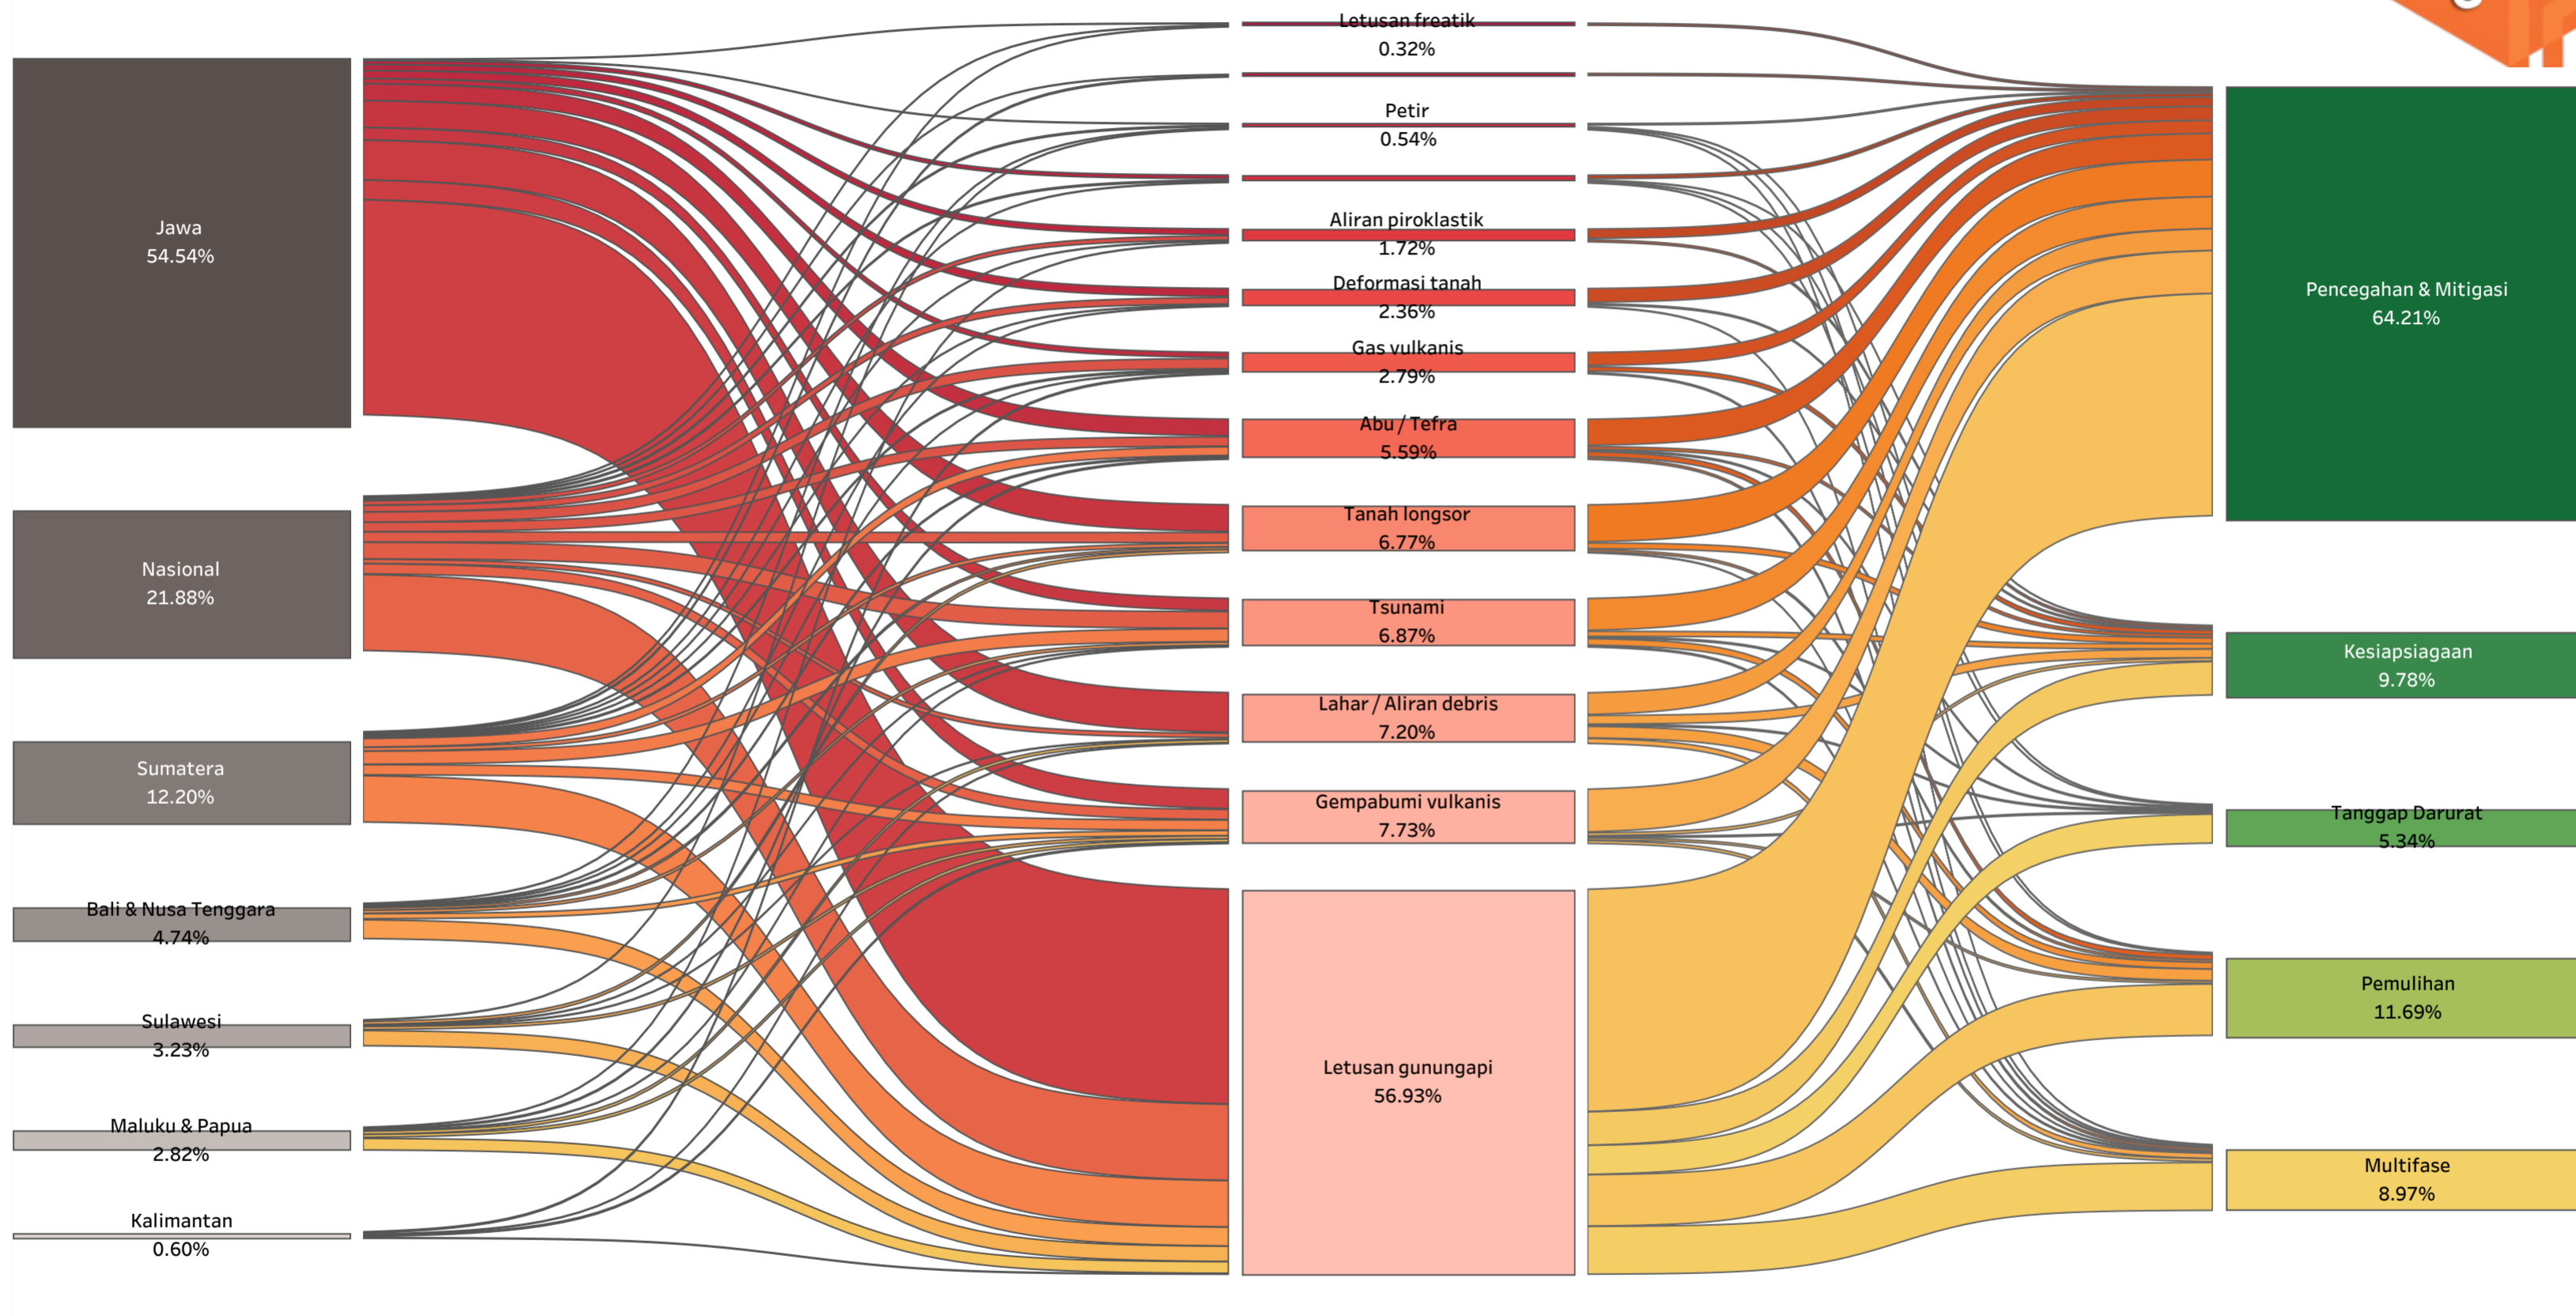 Jawa
54.54%
Nasional
21.88%
Sumatera
12.20%
Bali & Nusa Tenggara
4.74%
Sulawesi
3.23%
Maluku & Papua
2.82%
Kalimantan
0.60%
Letusan freatik
0.32%
Petir
0.54%
Aliran piroklastik
1.72%
Deformasi tanah
2.36%
Gas vulkanis
2.79%
Abu / Tefra
5.59%
Tanah longsor
6.77%
Tsunami
6.87%
Lahar / Aliran debris
7.20%
Gempabumi vulkanis
7.73%
Letusan gunungapi
56.93%
Pencegahan & Mitigasi
64.21%
Kesiapsiagaan
9.78%
Tanggap Darurat
5.34%
Pemulihan
11.69%
Multifase
8.97%